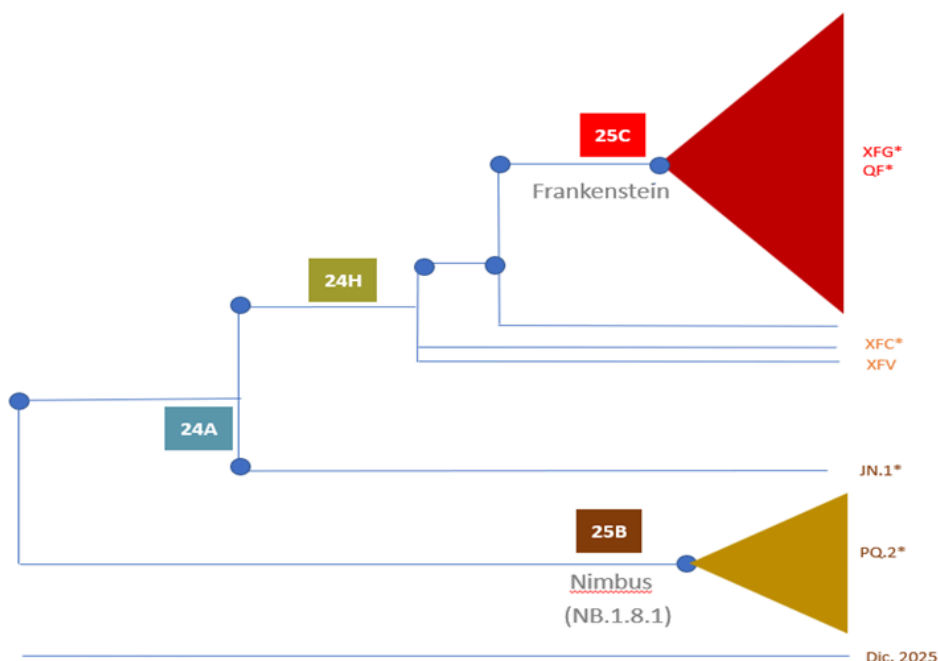 25C
XFG*
QF*
Frankenstein
24H
XFC*
XFV
24A
JN.1*
25B
PQ.2*
Nimbus
(NB.1.8.1)
Dic. 2025